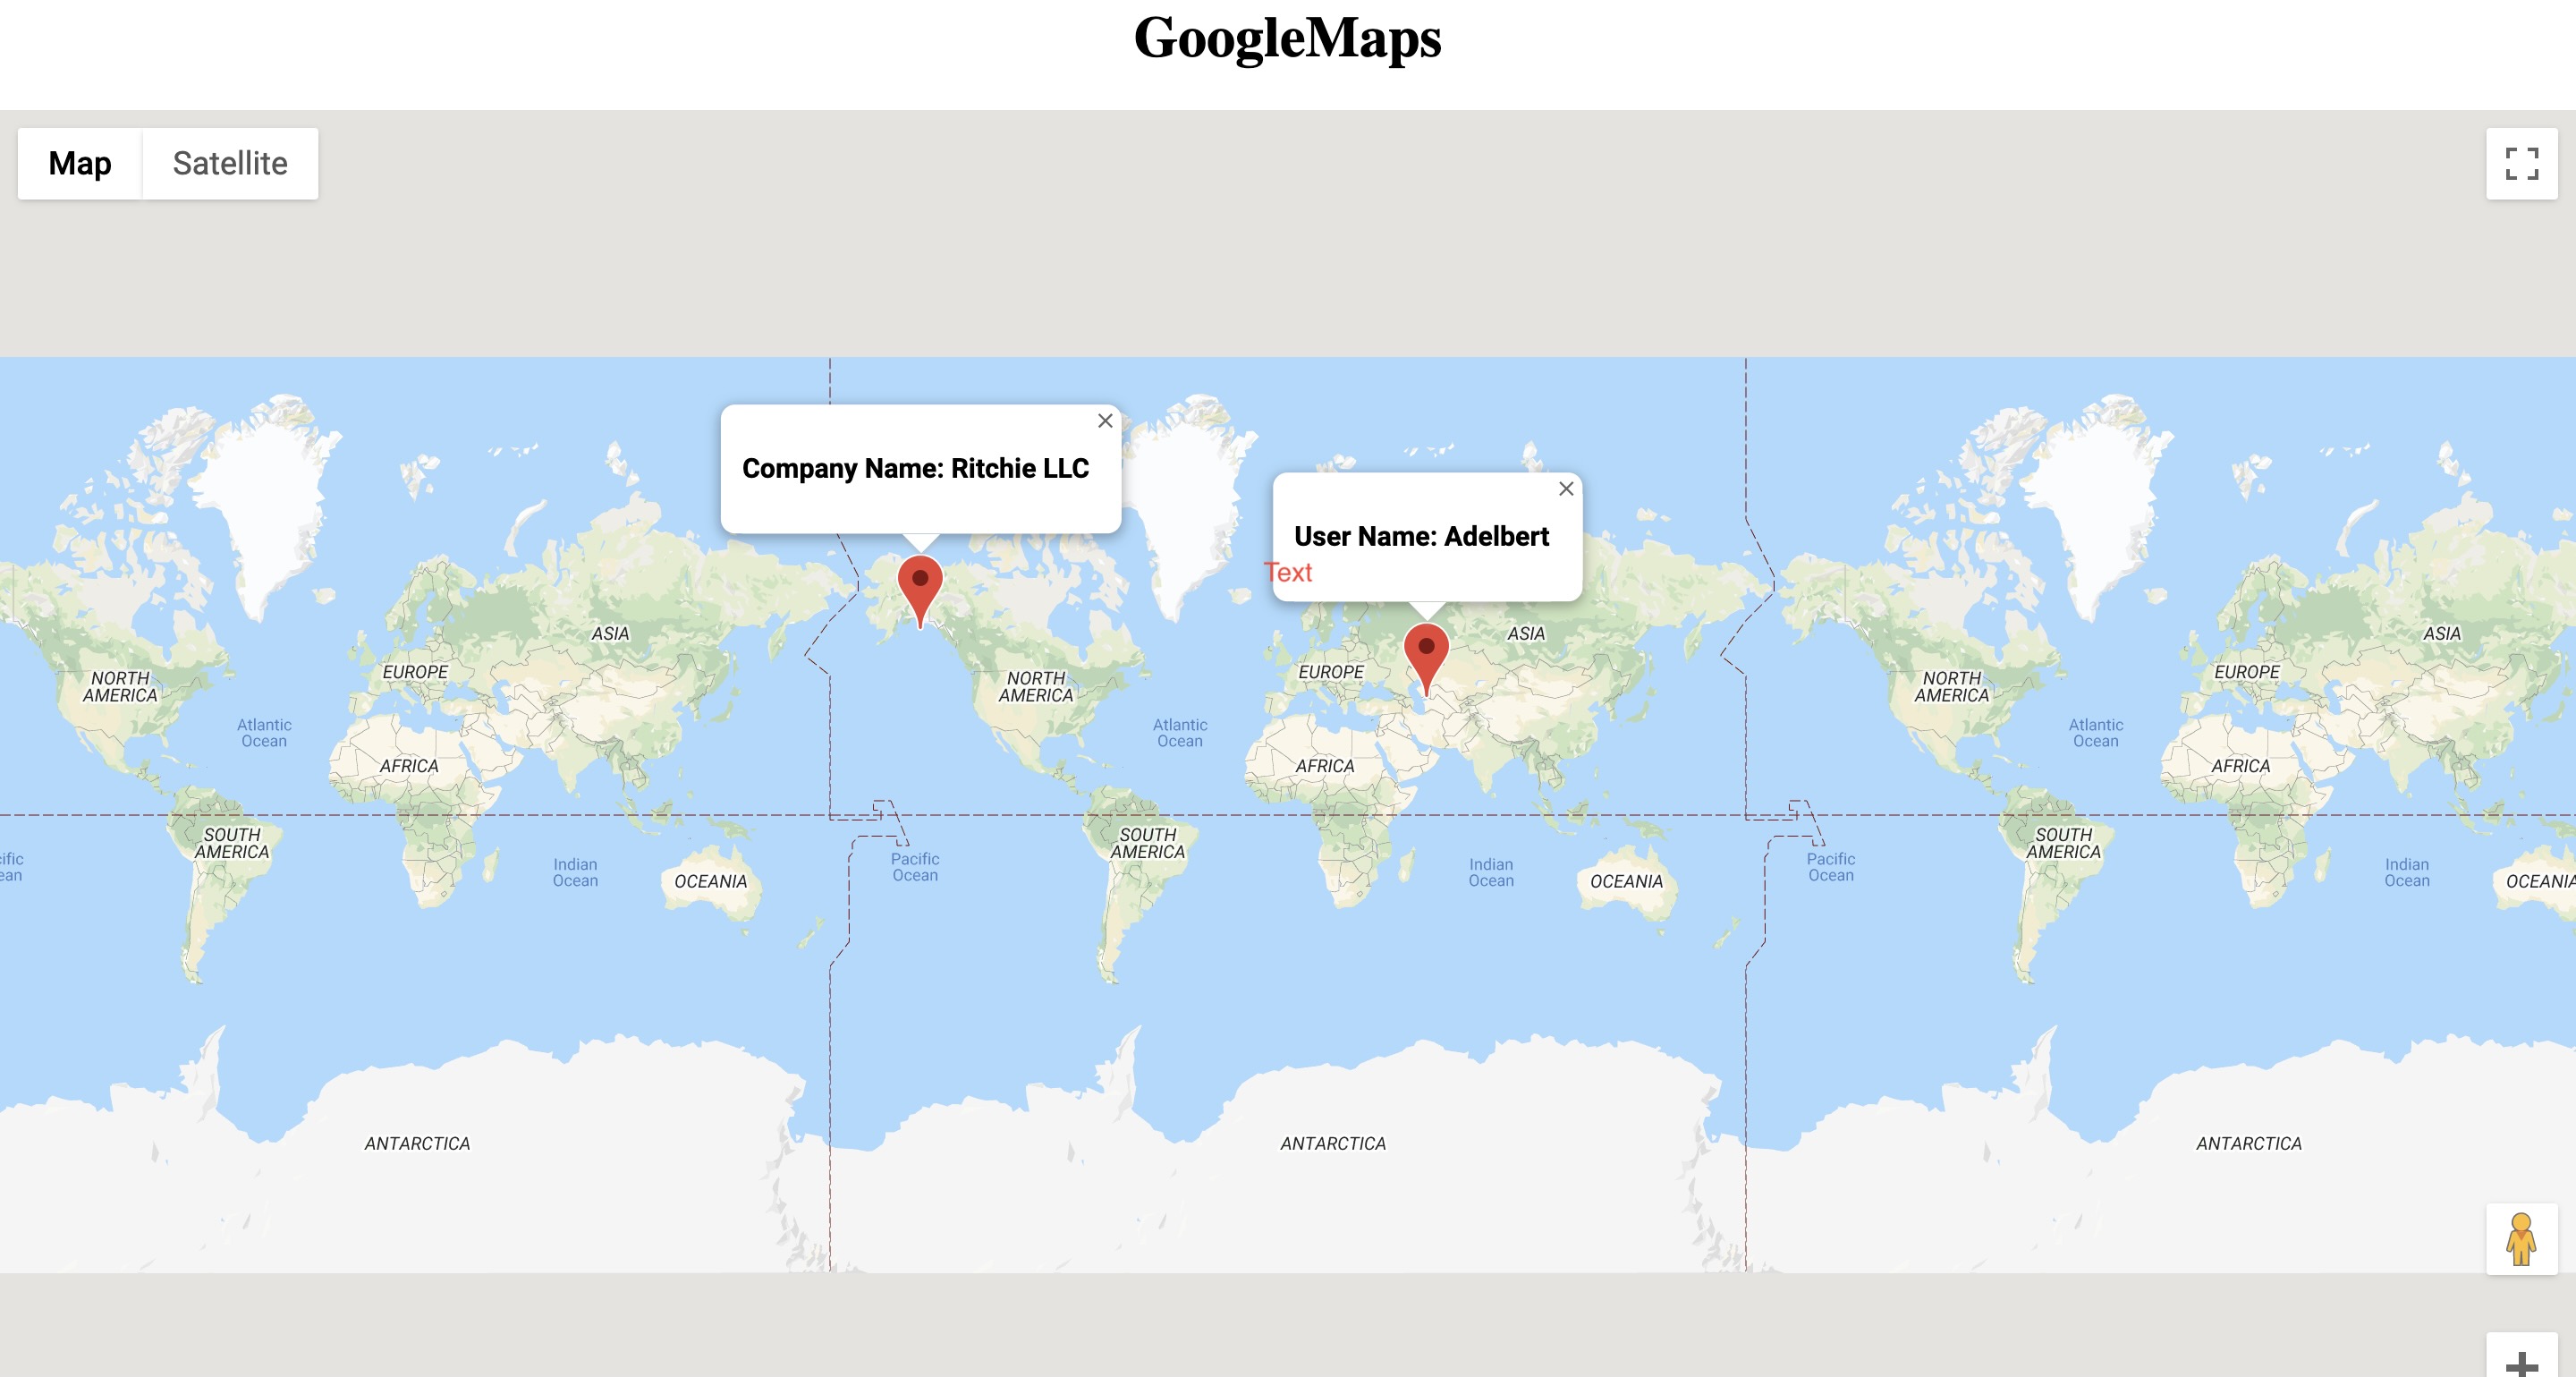 GoogleMaps
Map
Satellite
Company Name: Ritchie LLC
User Name: Adelbert
Text
ASIA
ASIA
ASIA
EUROPE
EUROPE
EUROPE
NORTH
AMERICA
NORTH
AMERICA
NORTH
AMERICA
Atlantic
Ocean
Atlantic
Ocean
Atlantic
Ocean
AFRICA
AFRICA
AFRICA
SOUTH
AMERICA
SOUTH
AMERICA
SOUTH
AMERICA
ific
ean
Indian
Ocean
Pacific
Ocean
Indian
Ocean
Pacific
Ocean
Indian
Ocean
OCEANIA
OCEANIA
OCEANIA
ANTARCTICA
ANTARCTICA
ANTARCTICA